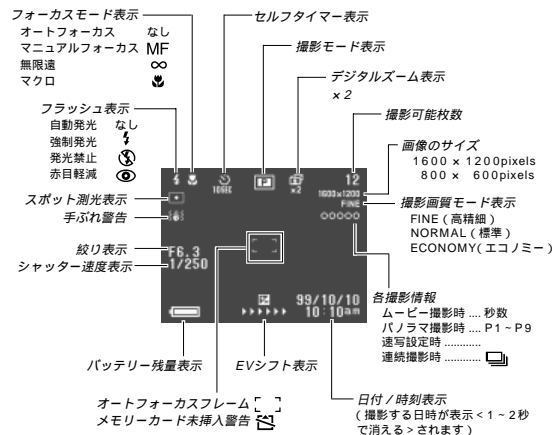 フォーカスモード表示
オートフォーカス なし
マニュアルフォーカス MF
無限遠 ∞
マクロ
フラッシュ表示
自動発光 なし
強制発光
発光禁止
赤目軽減
スポット測光表示
手ぶれ警告
絞り表示
シャッター速度表示
バッテリー残量表示
オートフォーカスフレーム
メモリーカード未挿入警告
セルフタイマー表示
撮影モード表示
デジタルズーム表示
×2
撮影可能枚数
画像のサイズ
1600 × 1200pixels
800 × 600pixels
撮影画質モード表示
FINE(高精細)
NORMAL(標準)
ECONOMY(エコノミー)
各撮影情報
ムービー撮影時 .... 秒数
パノラマ撮影時 .... P1~P9
速写設定時 ............
連続撮影時 ............
日付/時刻表示
(撮影する日時が表示<1~2秒
で消える>されます)
EVシフト表示
10SEC
P
×2
12
1600×1200
FINE
F6.3
1/250
99/10/10
10:10am